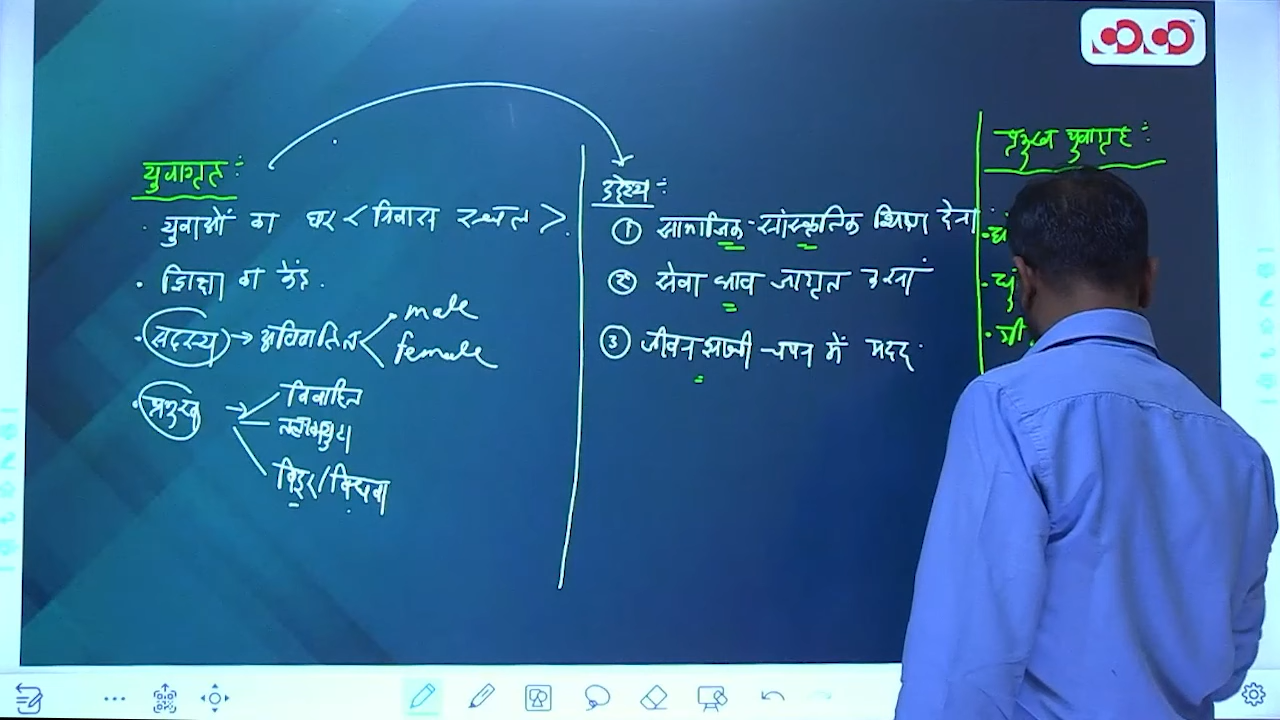 युवागृह :
. युवाओं का घर < निवास स्थल >.
. शिक्षा का केंद्र .
. सदस्य → अविवाहित
male
female
. प्रमुख →
विवाहित
विधुर / विधवा
उद्देश्य :
① सामाजिक - सांस्कृतिक शिक्षा देना
② सेवा भाव जागृत करना
③ जीवन साथी चयन में मदद .
प्रमुख युवागृह :